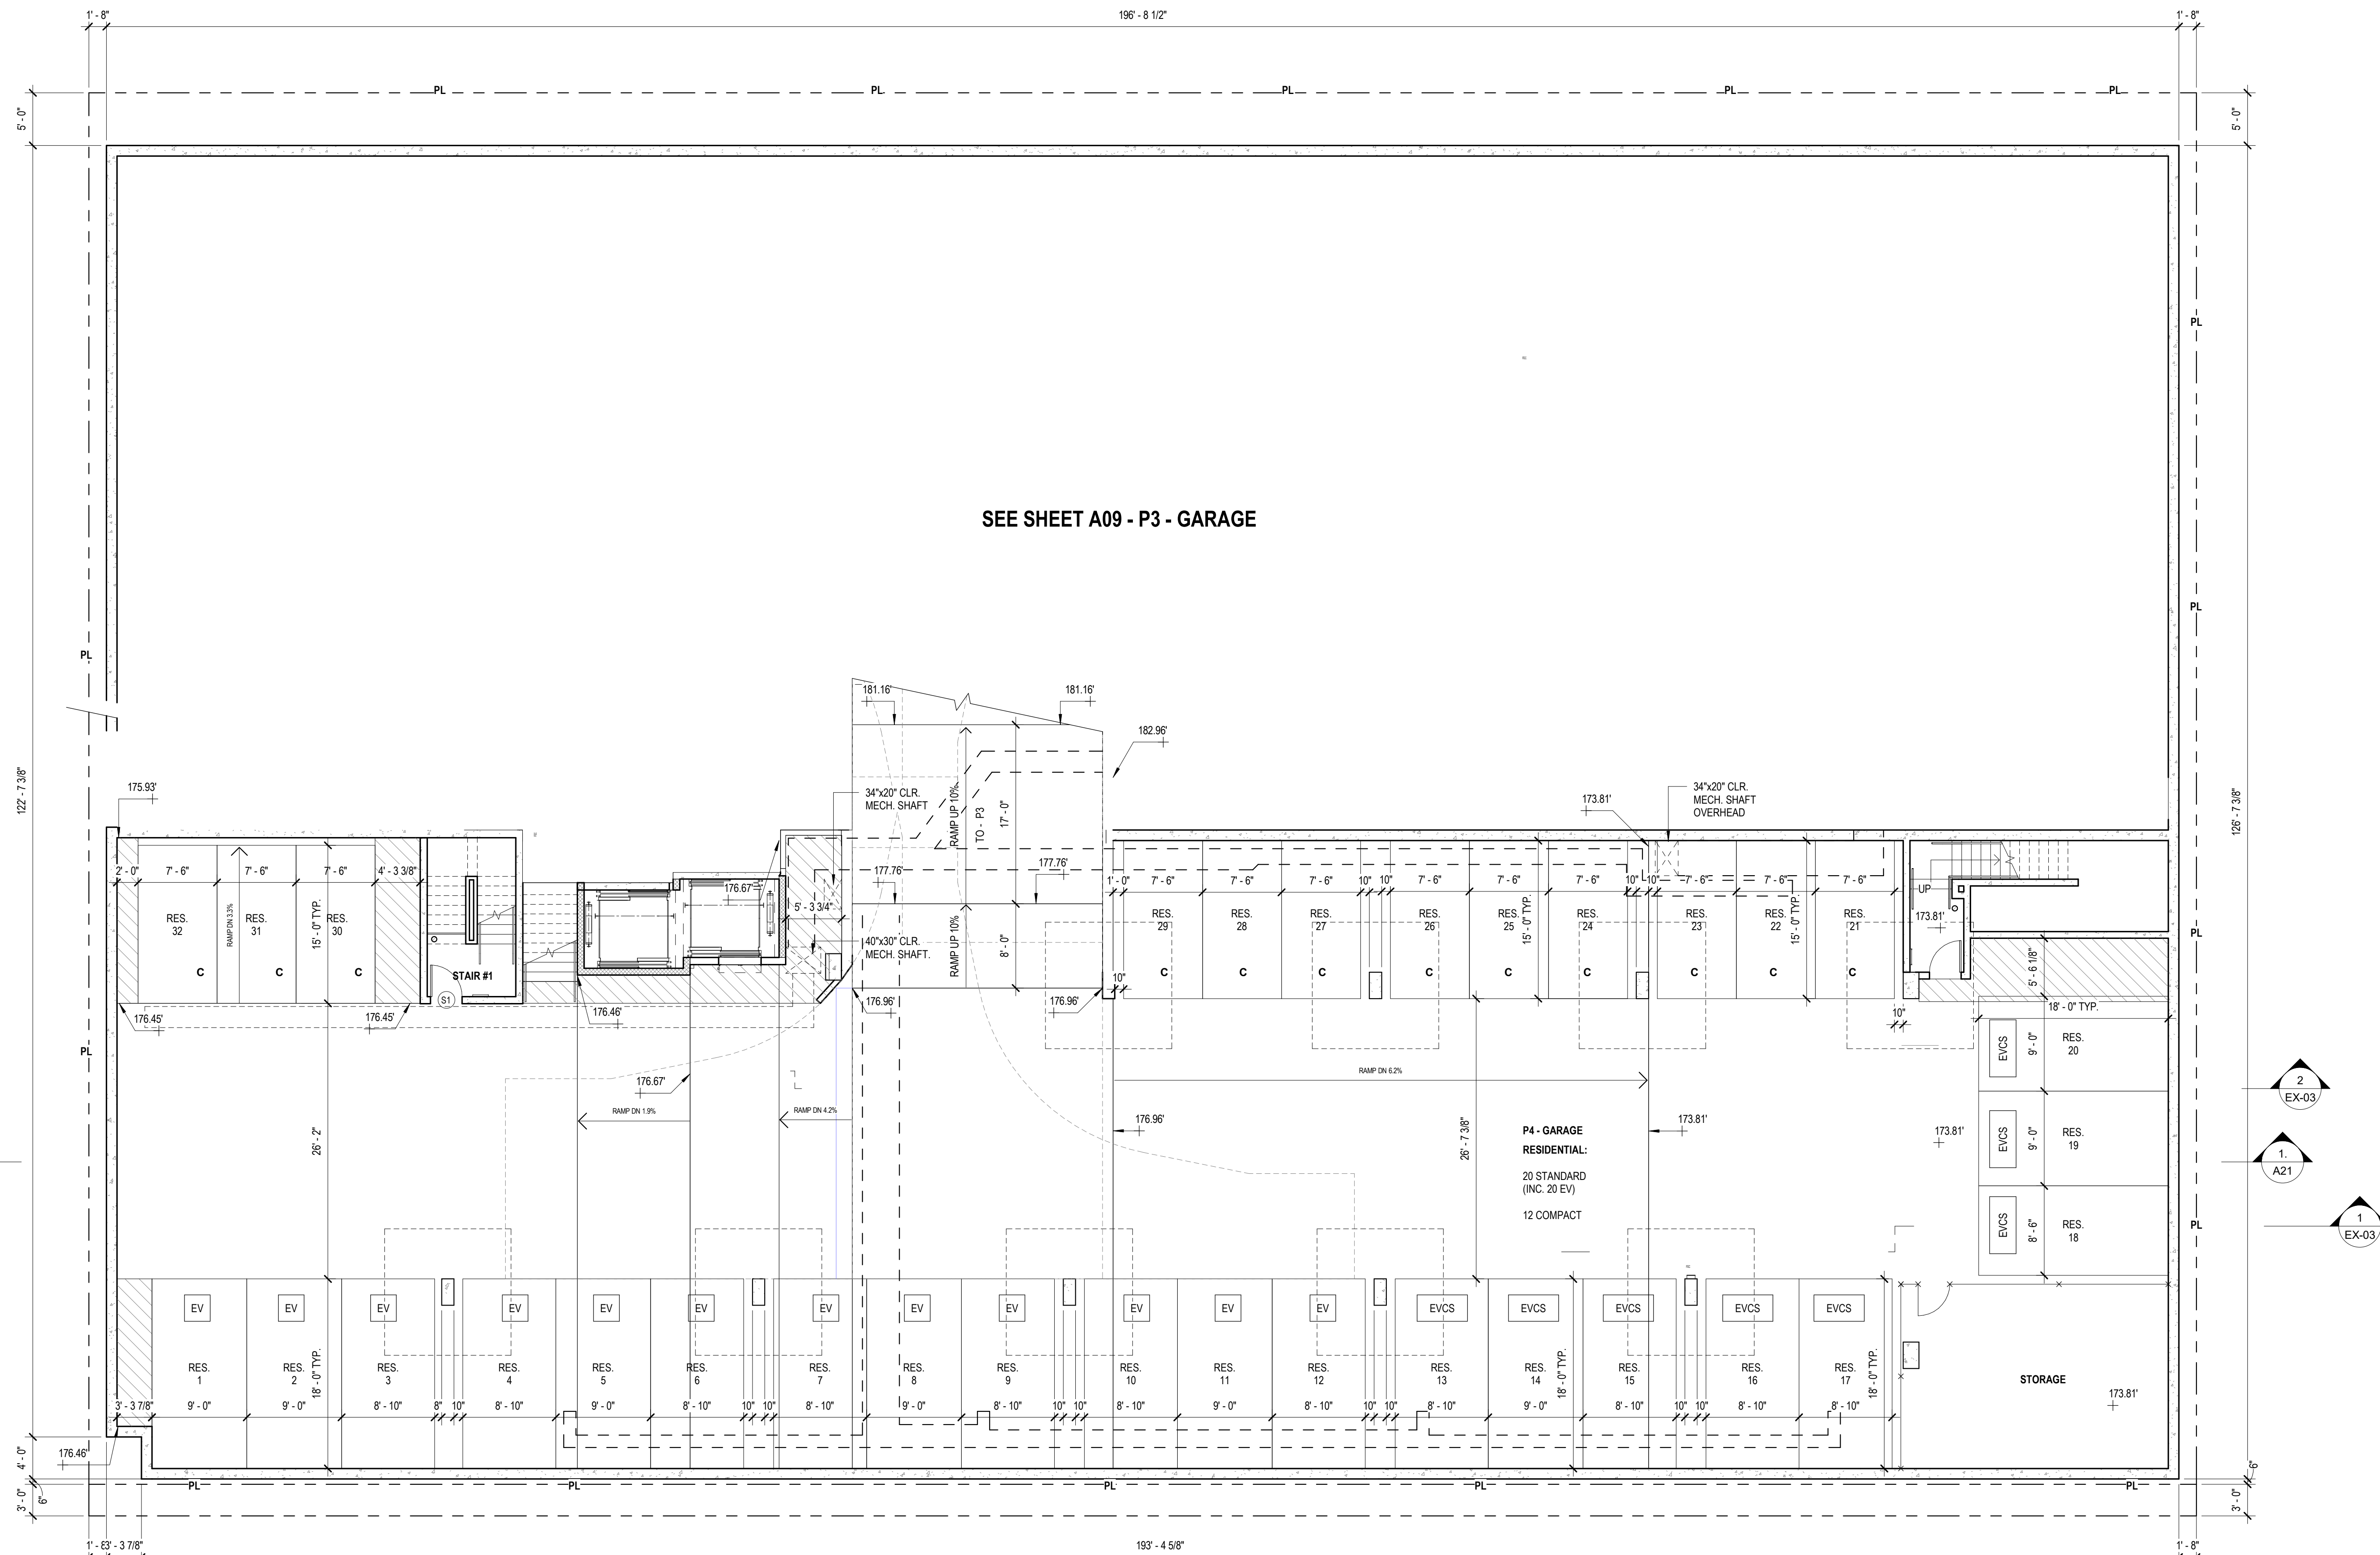 1' - 8"
196' - 8 1/2"
1' - 8"
PL
PL
PL
PL
PL
5' - 0"
5' - 0"
PL
SEE SHEET A09 - P3 - GARAGE
PL
PL
PL
122' - 7 3/8"
126' - 7 3/8"
181.16'
181.16'
182.96'
175.93'
34"x20" CLR.
MECH. SHAFT
RAMP UP 10%
TO - P3
17' - 0"
173.81'
34"x20" CLR.
MECH. SHAFT
OVERHEAD
177.76'
177.76'
2' - 0"
7' - 6"
7' - 6"
7' - 6"
4' - 3 3/8"
176.67'
5' - 3 3/4"
1' - 0"
7' - 6"
7' - 6"
7' - 6"
10"
10"
7' - 6"
7' - 6"
7' - 6"
10"
10"
7' - 6"
7' - 6"
7' - 6"
UP
173.81'
RES.
32
RAMP DN 3.3%
RES.
31
15' - 0" TYP.
RES.
30
C
C
C
STAIR #1
S1
40"x30" CLR.
MECH. SHAFT.
RAMP UP 10%
8' - 0"
RES.
29
RES.
28
RES.
27
RES.
26
RES.
25
15' - 0" TYP.
RES.
24
RES.
23
RES.
22
15' - 0" TYP.
RES.
21
C
C
C
C
C
C
C
C
C
PL
10"
5' - 6 1/8"
18' - 0" TYP.
10"
176.45'
176.45'
176.46'
176.96'
176.96'
EVCS
9' - 0"
RES.
20
PL
176.67'
RAMP DN 1.9%
RAMP DN 4.2%
RAMP DN 6.2%
2
EX-03
176.96'
173.81'
173.81'
26' - 2"
26' - 7 3/8"
P4 - GARAGE
RESIDENTIAL:
20 STANDARD
(INC. 20 EV)
12 COMPACT
EVCS
9' - 0"
RES.
19
1.
A21
EVCS
8' - 6"
RES.
18
PL
1
EX-03
EV
EV
EV
EV
EV
EV
EV
EV
EV
EV
EV
EV
EVCS
EVCS
EVCS
EVCS
EVCS
RES.
1
RES.
2
18' - 0" TYP.
RES.
3
RES.
4
RES.
5
RES.
6
RES.
7
RES.
8
RES.
9
RES.
10
RES.
11
RES.
12
RES.
13
RES.
14
18' - 0" TYP.
RES.
15
RES.
16
RES.
17
18' - 0" TYP.
STORAGE
173.81'
3' - 3 7/8"
9' - 0"
9' - 0"
8' - 10"
8"
10"
8' - 10"
9' - 0"
8' - 10"
10"
10"
8' - 10"
9' - 0"
8' - 10"
10"
10"
8' - 10"
9' - 0"
8' - 10"
10"
10"
8' - 10"
9' - 0"
8' - 10"
10"
10"
8' - 10"
8' - 10"
176.46'
4' - 0"
6"
PL
PL
PL
PL
PL
3' - 0"
6"
3' - 0"
3' - 3 7/8"
193' - 4 5/8"
1' - 8"